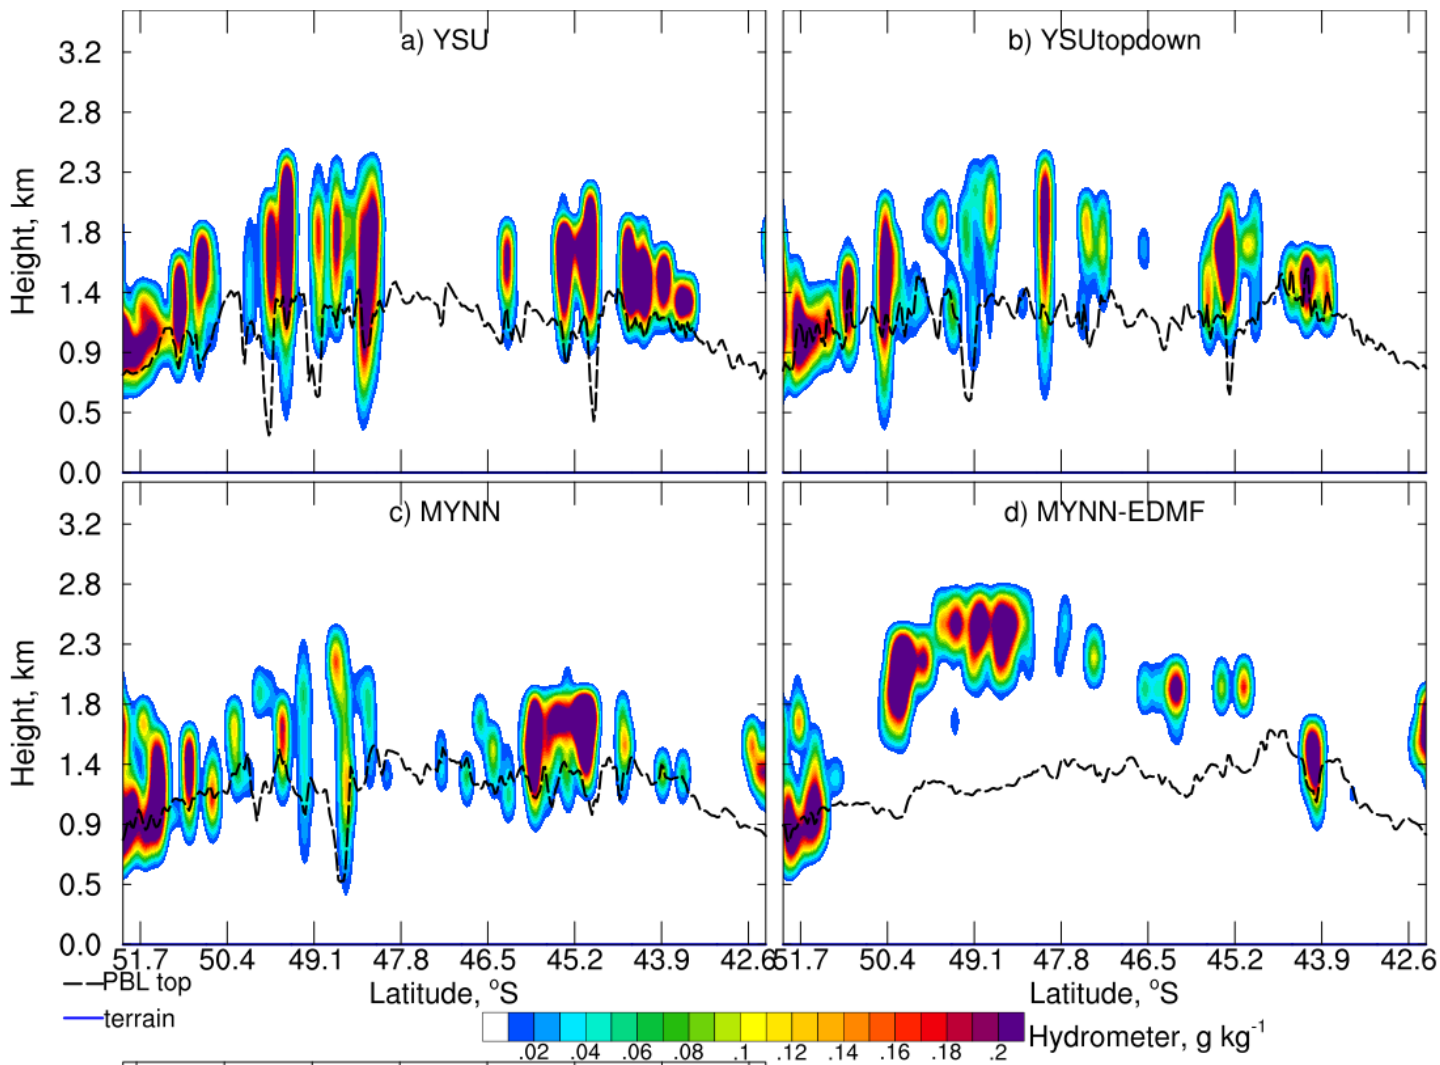 a) YSU
b) YSUtopdown
3.2
2.8
2.3
1.8
1.4
0.9
0.5
0.0
Height, km
c) MYNN
d) MYNN-EDMF
3.2
2.8
2.3
1.8
1.4
0.9
0.5
0.0
Height, km
51.7 50.4 49.1 47.8 46.5 45.2 43.9 42.6
51.7 50.4 49.1 47.8 46.5 45.2 43.9 42.6
PBL top
Latitude, °S
Latitude, °S
terrain
.02 .04 .06 .08 .1 .12 .14 .16 .18 .2
Hydrometer, g kg⁻¹